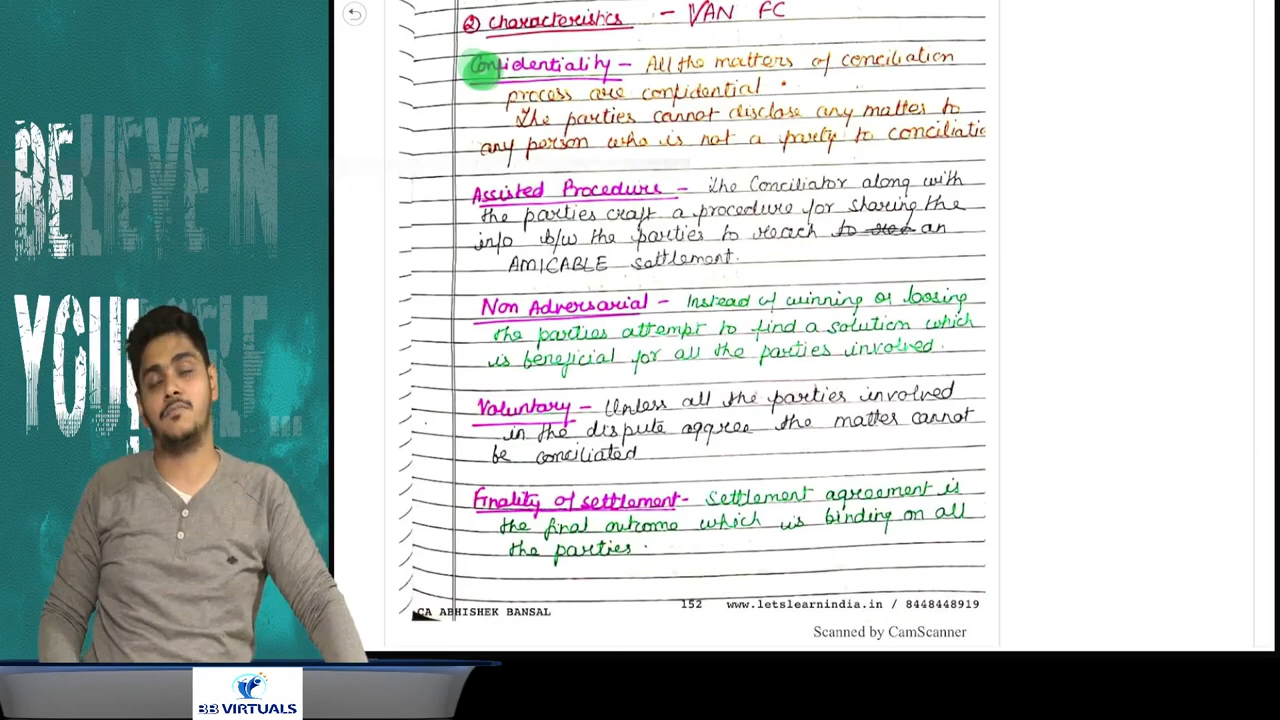 ② Characteristics - VAN FC
Confidentiality - All the matters of conciliation
process are confidential .
The parties cannot disclose any matter to
any person who is not a party to conciliatio
Assisted Procedure - The Conciliator along with
the parties craft a procedure for sharing the
info b/w the parties to reach an
AMICABLE settlement.
Non Adversarial - Instead of winning or loosing
the parties attempt to find a solution which
is beneficial for all the parties involved.
Voluntary - Unless all the parties involved
in the dispute aggree the matter cannot
be conciliated
Finality of settlement- Settlement agreement is
the final outcome which is binding on all
the parties .
CA ABHISHEK BANSAL 152 www.letslearnindia.in / 8448448919
Scanned by CamScanner
BELIEVE IN
YOURSELF...
BB VIRTUALS